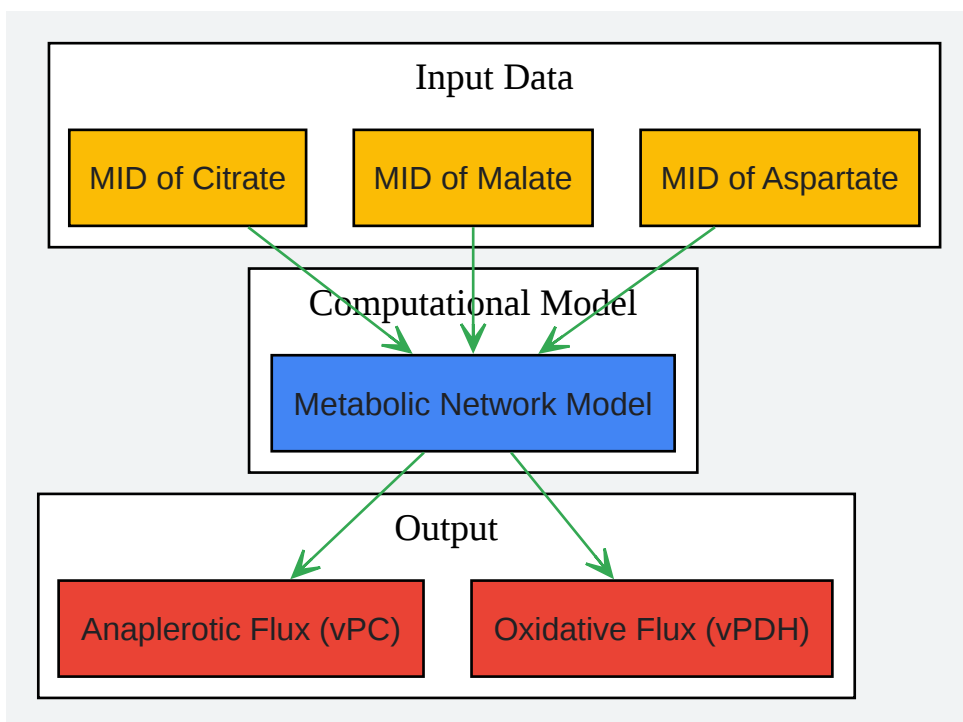 Input Data
MID of Citrate
MID of Malate
MID of Aspartate
Computational Model
Metabolic Network Model
Output
Anaplerotic Flux (vPC)
Oxidative Flux (vPDH)